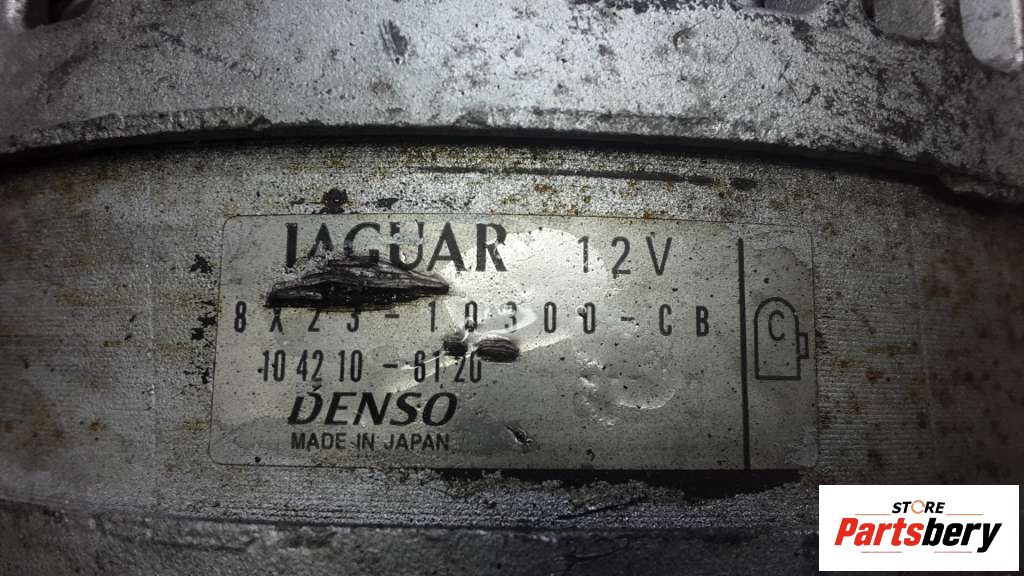 JAGUAR 12V
8X23-10300-CB
C
104210-6120
DENSO
MADE IN JAPAN
STORE
Partsbery